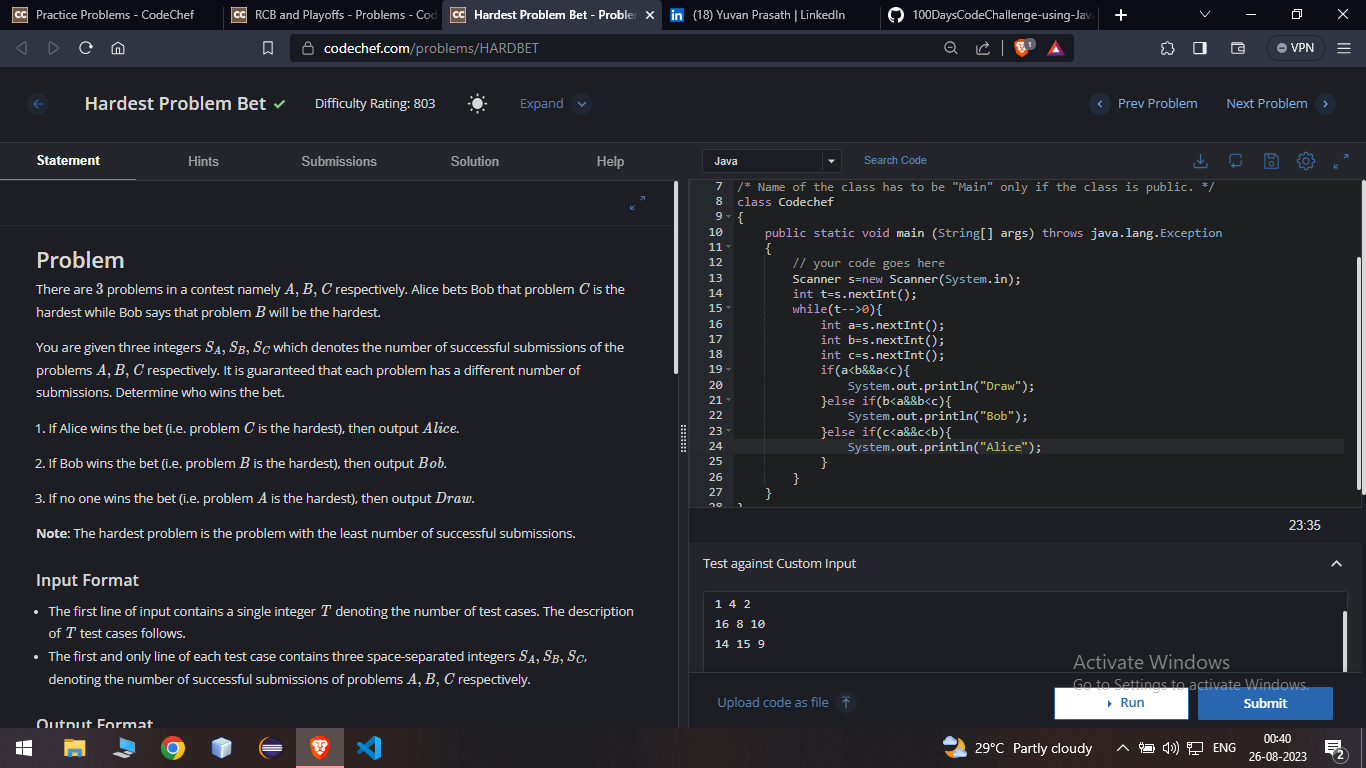 Practice Problems - CodeChef
RCB and Playoffs - Problems - Cod
Hardest Problem Bet - Probler
(18) Yuvan Prasath | LinkedIn
100DaysCodeChallenge-using-Java
codechef.com/problems/HARDBET
1
VPN
Hardest Problem Bet
Difficulty Rating: 803
Expand
Prev Problem
Next Problem
Statement
Hints
Submissions
Solution
Help
Problem
There are 3 problems in a contest namely A, B, C respectively. Alice bets Bob that problem C is the
hardest while Bob says that problem B will be the hardest.
You are given three integers S_A, S_B, S_C which denotes the number of successful submissions of the
problems A, B, C respectively. It is guaranteed that each problem has a different number of
submissions. Determine who wins the bet.
1. If Alice wins the bet (i.e. problem C is the hardest), then output Alice.
2. If Bob wins the bet (i.e. problem B is the hardest), then output Bob.
3. If no one wins the bet (i.e. problem A is the hardest), then output Draw.
Note: The hardest problem is the problem with the least number of successful submissions.
Input Format
• The first line of input contains a single integer T denoting the number of test cases. The description
of T test cases follows.
• The first and only line of each test case contains three space-separated integers S_A, S_B, S_C,
denoting the number of successful submissions of problems A, B, C respectively.
Output Format
Java
Search Code
7 /* Name of the class has to be "Main" only if the class is public. */
8 class Codechef
9 {
10 public static void main (String[] args) throws java.lang.Exception
11 {
12 // your code goes here
13 Scanner s=new Scanner(System.in);
14 int t=s.nextInt();
15 while(t-->0){
16 int a=s.nextInt();
17 int b=s.nextInt();
18 int c=s.nextInt();
19 if(a<b&&a<c){
20 System.out.println("Draw");
21 }else if(b<a&&b<c){
22 System.out.println("Bob");
23 }else if(c<a&&c<b){
24 System.out.println("Alice");
25 }
26 }
27 }
28 }
23:35
Test against Custom Input
1 4 2
16 8 10
14 15 9
Activate Windows
Go to Settings to activate Windows.
Upload code as file
Run
Submit
29°C Partly cloudy
ENG
00:40
26-08-2023
2